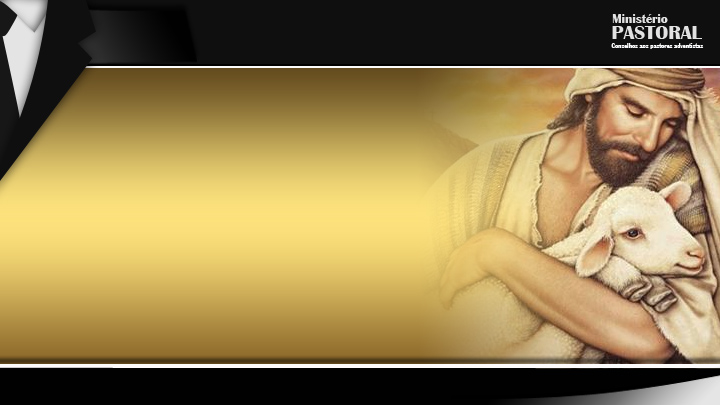 Ministério
PASTORAL
Conselhos aos pastores adventistas